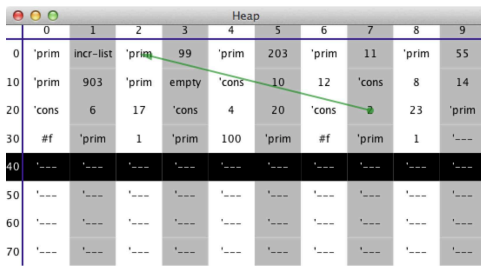 Heap
0 1 2 3 4 5 6 7 8 9
0 'prim incr-list 'prim 99 'prim 203 'prim 11 'prim 55
10 'prim 903 'prim empty 'cons 10 12 'cons 8 14
20 'cons 6 17 'cons 4 20 'cons 2 23 'prim
30 #f 'prim 1 'prim 100 'prim #f 'prim 1 '---
40 '--- '--- '--- '--- '--- '--- '--- '--- '--- '---
50 '--- '--- '--- '--- '--- '--- '--- '--- '--- '---
60 '--- '--- '--- '--- '--- '--- '--- '--- '--- '---
70 '--- '--- '--- '--- '--- '--- '--- '--- '--- '---